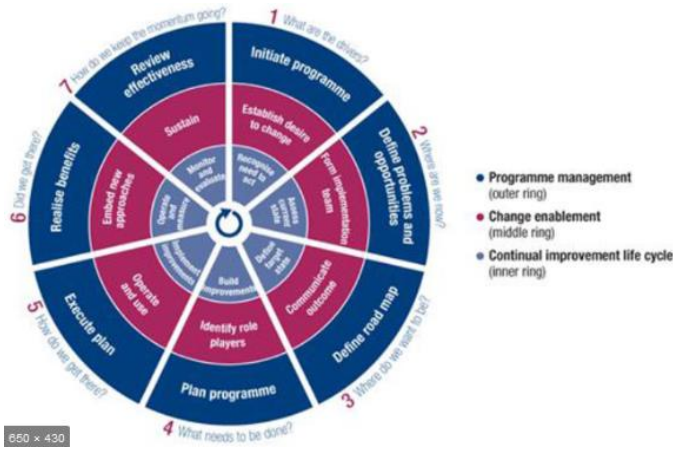 1 What are the drivers?
Initiate programme
Establish desire
to change
Recognise
need to
act
2 Where are we now?
Define problems and
opportunities
Form implementation
team
Assess
current
state
3 Where do we want to be?
Define road map
Communicate
outcome
Define
target
state
4 What needs to be done?
Plan programme
Identify role
players
Build
improvements
5 How do we get there?
Execute plan
Operate
and use
Implement
improvements
6 Did we get there?
Realise benefits
Embed new
approaches
Operate
and
measure
7 How do we keep the momentum going?
Review
effectiveness
Sustain
Monitor
and
evaluate
Programme management
(outer ring)
Change enablement
(middle ring)
Continual improvement life cycle
(inner ring)
650 × 430